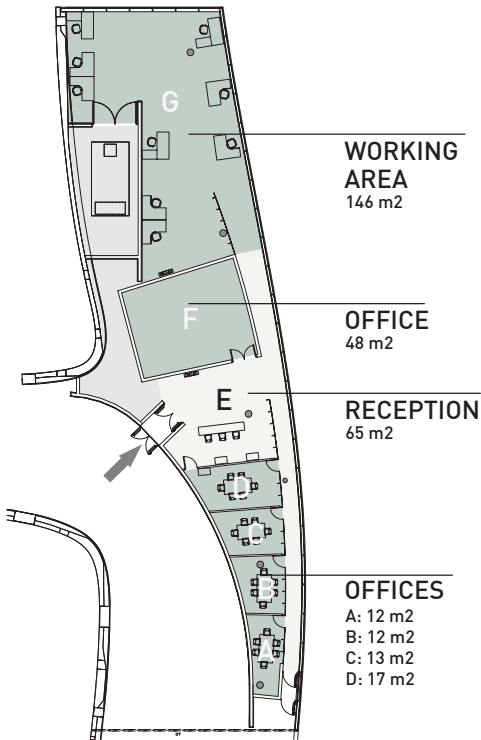 G
WORKING
AREA
146 m2
F
OFFICE
48 m2
E
RECEPTION
65 m2
D
C
B
A
OFFICES
A: 12 m2
B: 12 m2
C: 13 m2
D: 17 m2